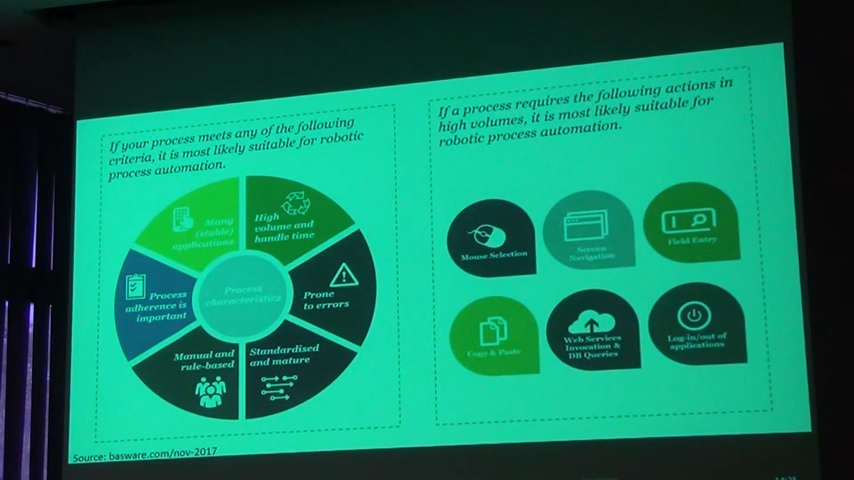 If your process meets any of the following
criteria, it is most likely suitable for robotic
process automation.
Many
(stable)
applications
High
volume and
handle time
Process
adherence is
important
Process
characteristics
Prone
to errors
Manual and
rule-based
Standardised
and mature
Source: basware.com/nov-2017
If a process requires the following actions in
high volumes, it is most likely suitable for
robotic process automation.
Mouse Selection
Screen
Navigation
Field Entry
Copy & Paste
Web Services
Invocation &
DB Queries
Log-in/out of
applications